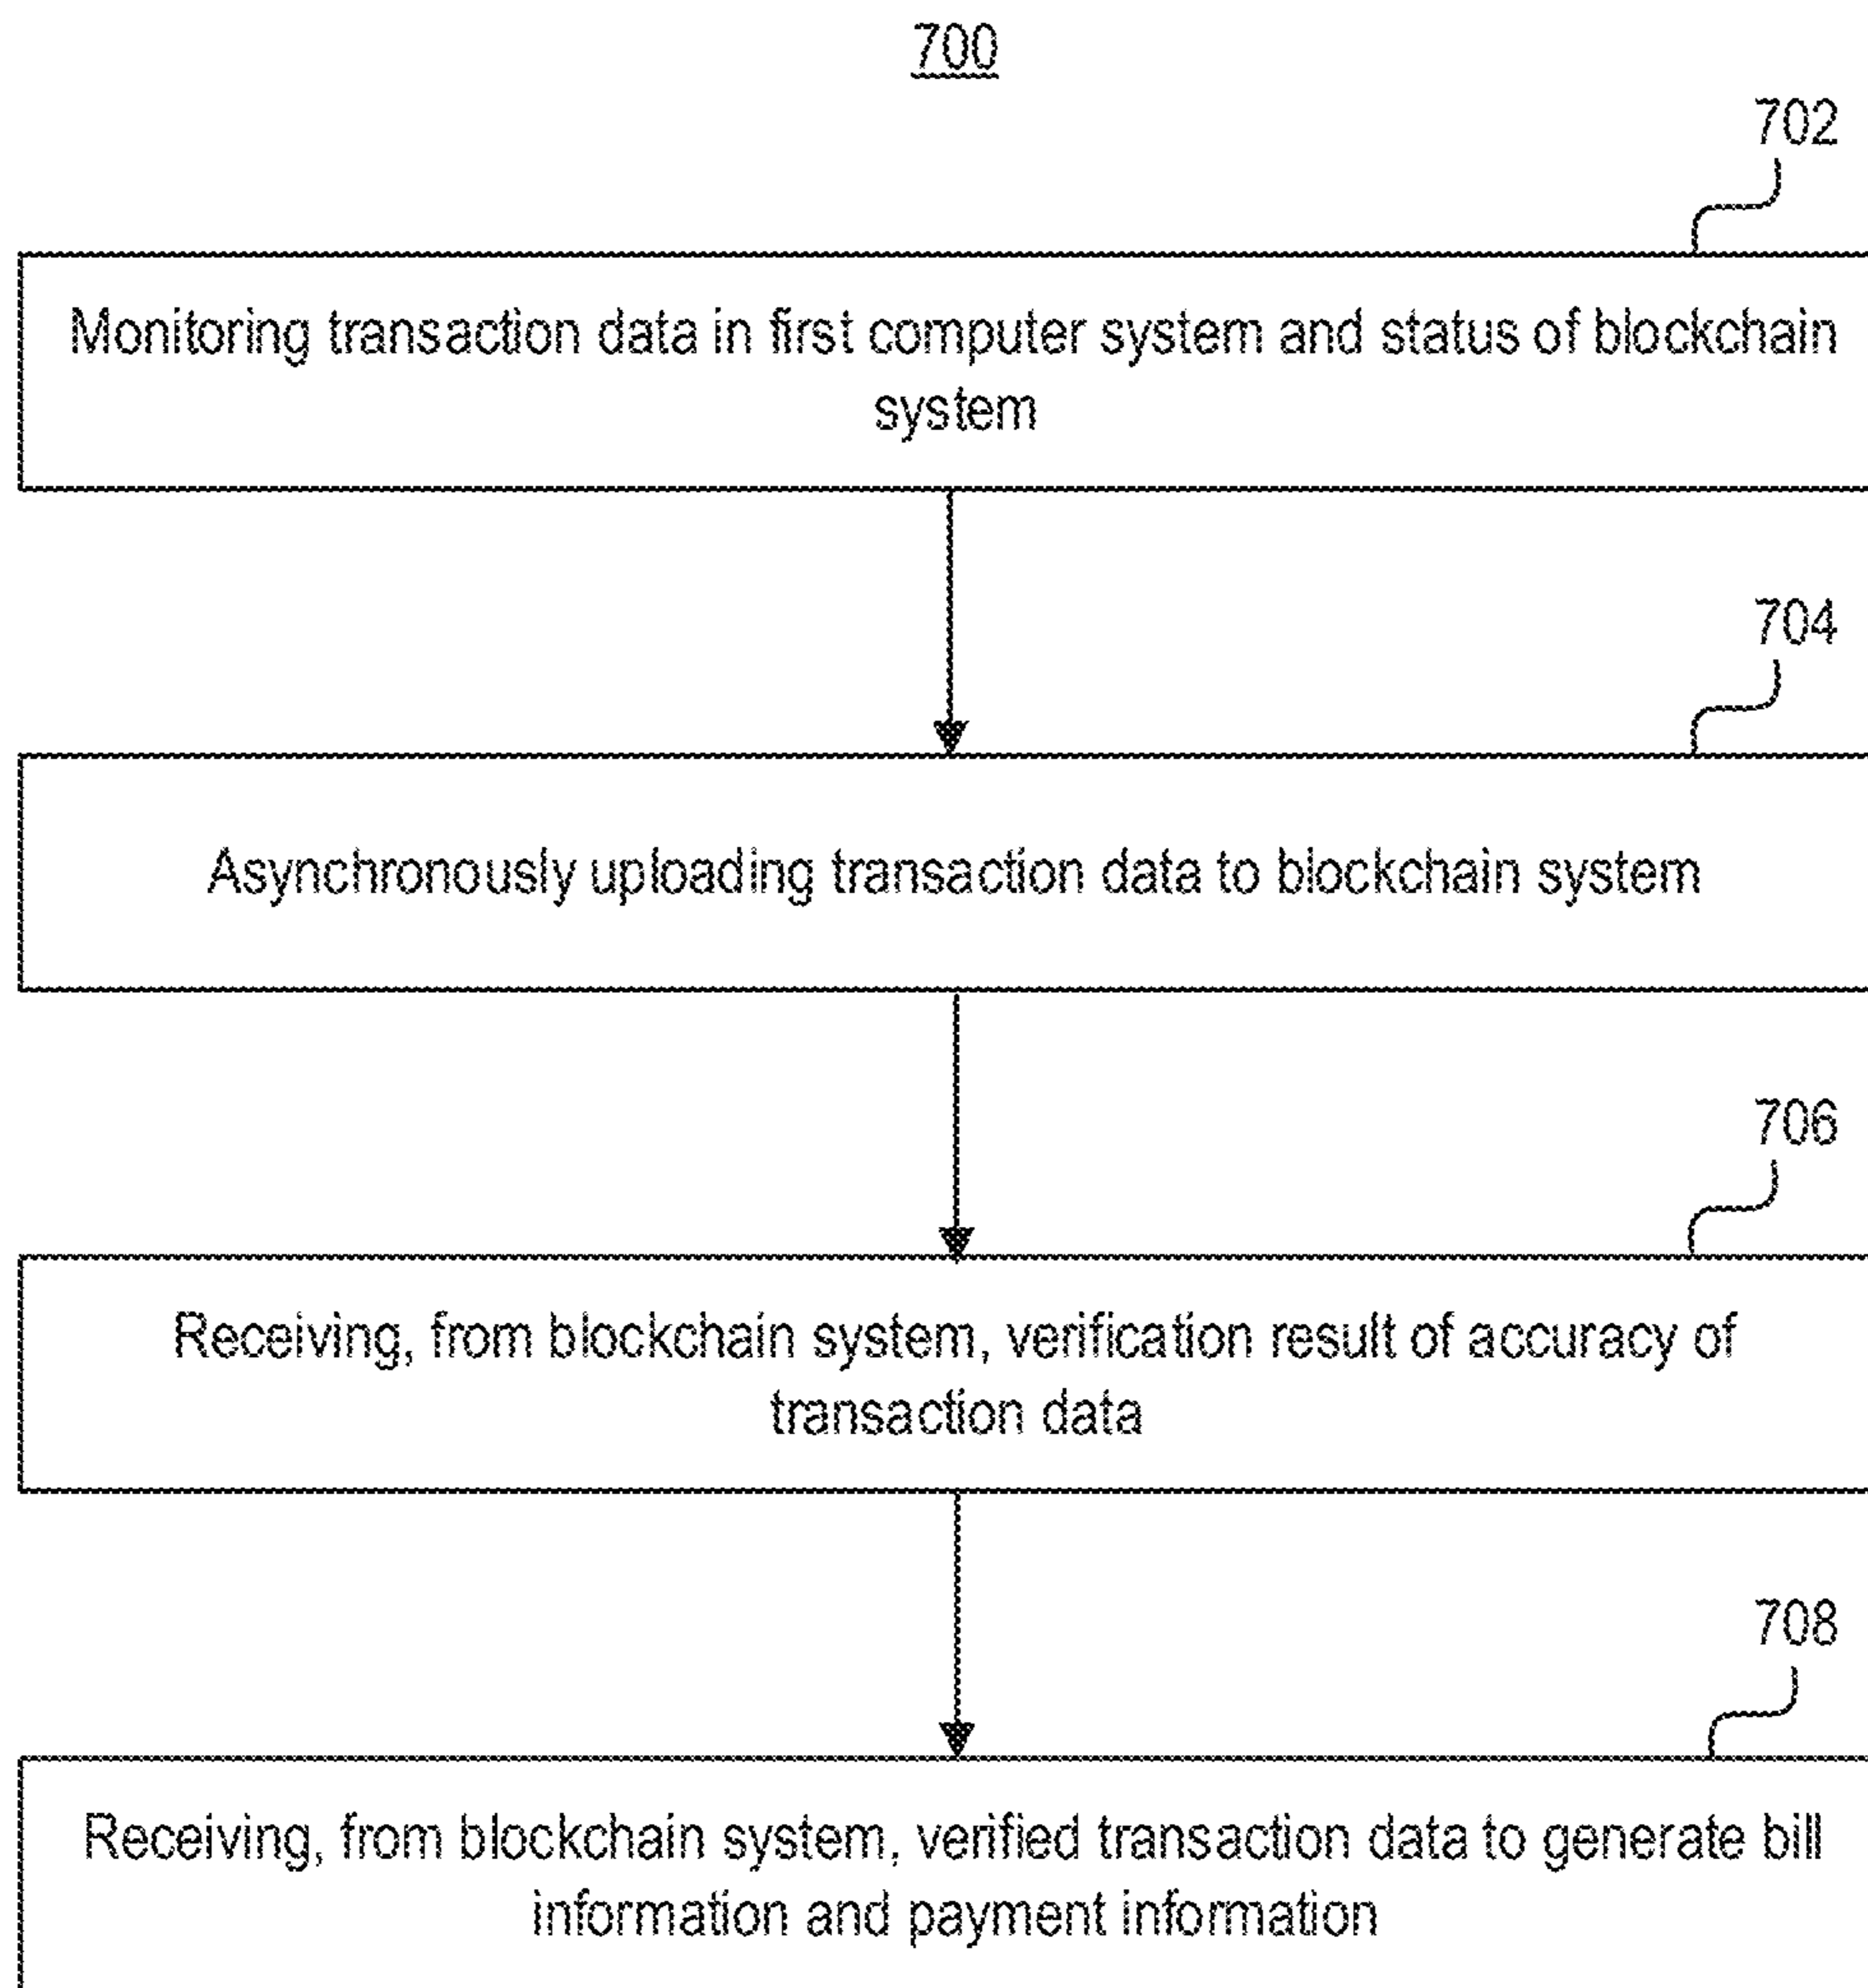 700
702
Monitoring transaction data in first computer system and status of blockchain
system
704
Asynchronously uploading transaction data to blockchain system
706
Receiving, from blockchain system, verification result of accuracy of
transaction data
708
Receiving, from blockchain system, verified transaction data to generate bill
information and payment information